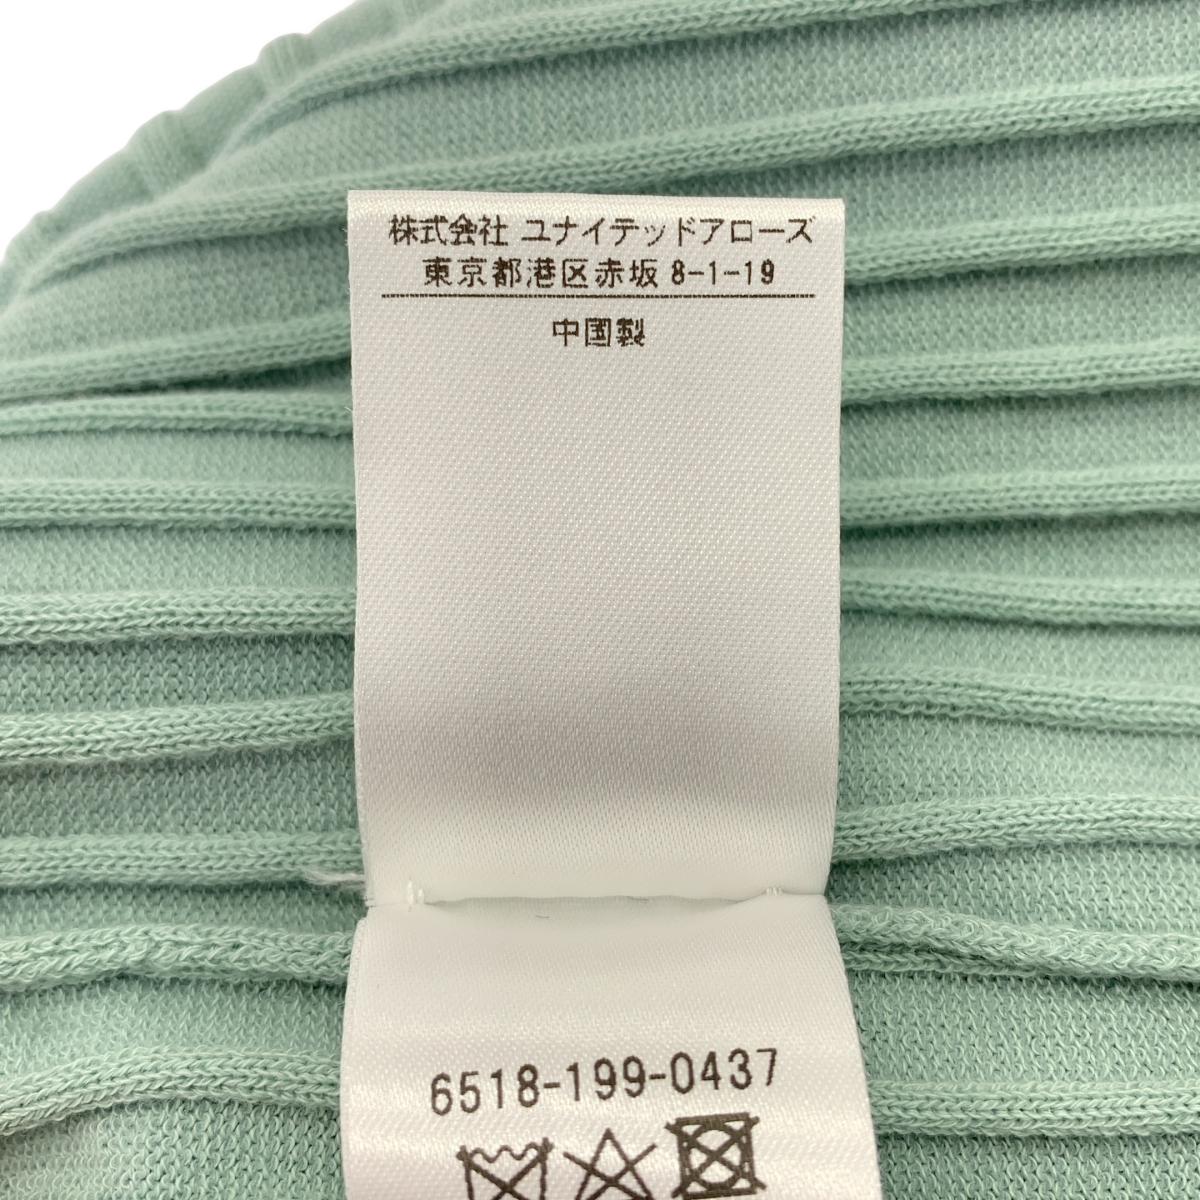 株式会社 ユナイテッドアローズ
東京都港区赤坂 8-1-19
中国製
6518-199-0437